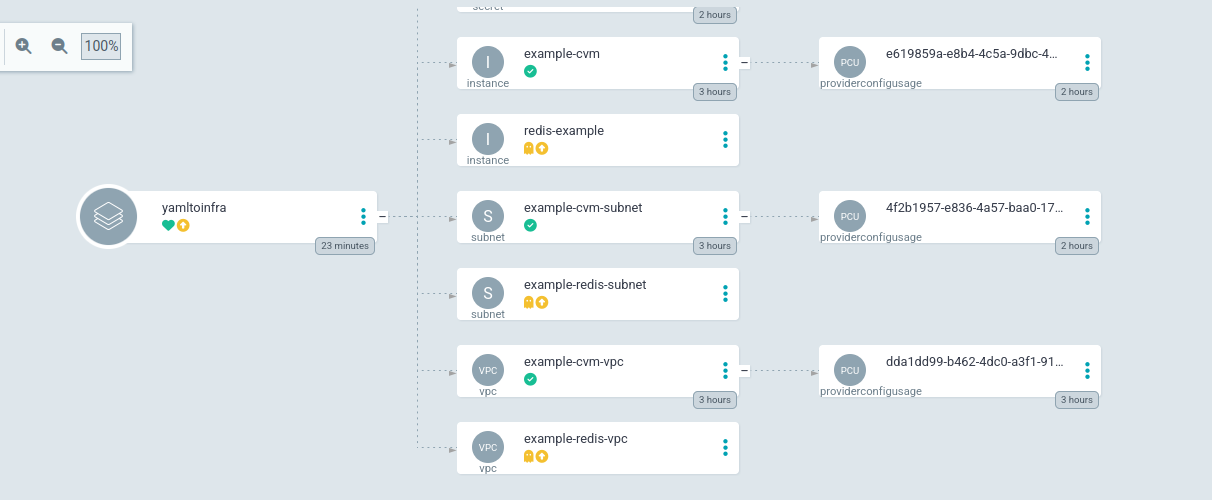 secret
2 hours
100%
I
example-cvm
instance
3 hours
PCU
e619859a-e8b4-4c5a-9dbc-4...
providerconfigusage
2 hours
I
redis-example
instance
yamltoinfra
23 minutes
S
example-cvm-subnet
subnet
3 hours
PCU
4f2b1957-e836-4a57-baa0-17...
providerconfigusage
2 hours
S
example-redis-subnet
subnet
VPC
example-cvm-vpc
vpc
3 hours
PCU
dda1dd99-b462-4dc0-a3f1-91...
providerconfigusage
3 hours
VPC
example-redis-vpc
vpc